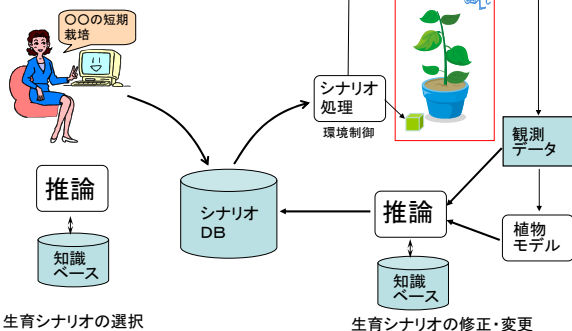 〇〇の短期
栽培
シナリオ
処理
環境制御
観測
データ
推論
シナリオ
DB
推論
植物
モデル
知識
ベース
知識
ベース
生育シナリオの選択
生育シナリオの修正・変更